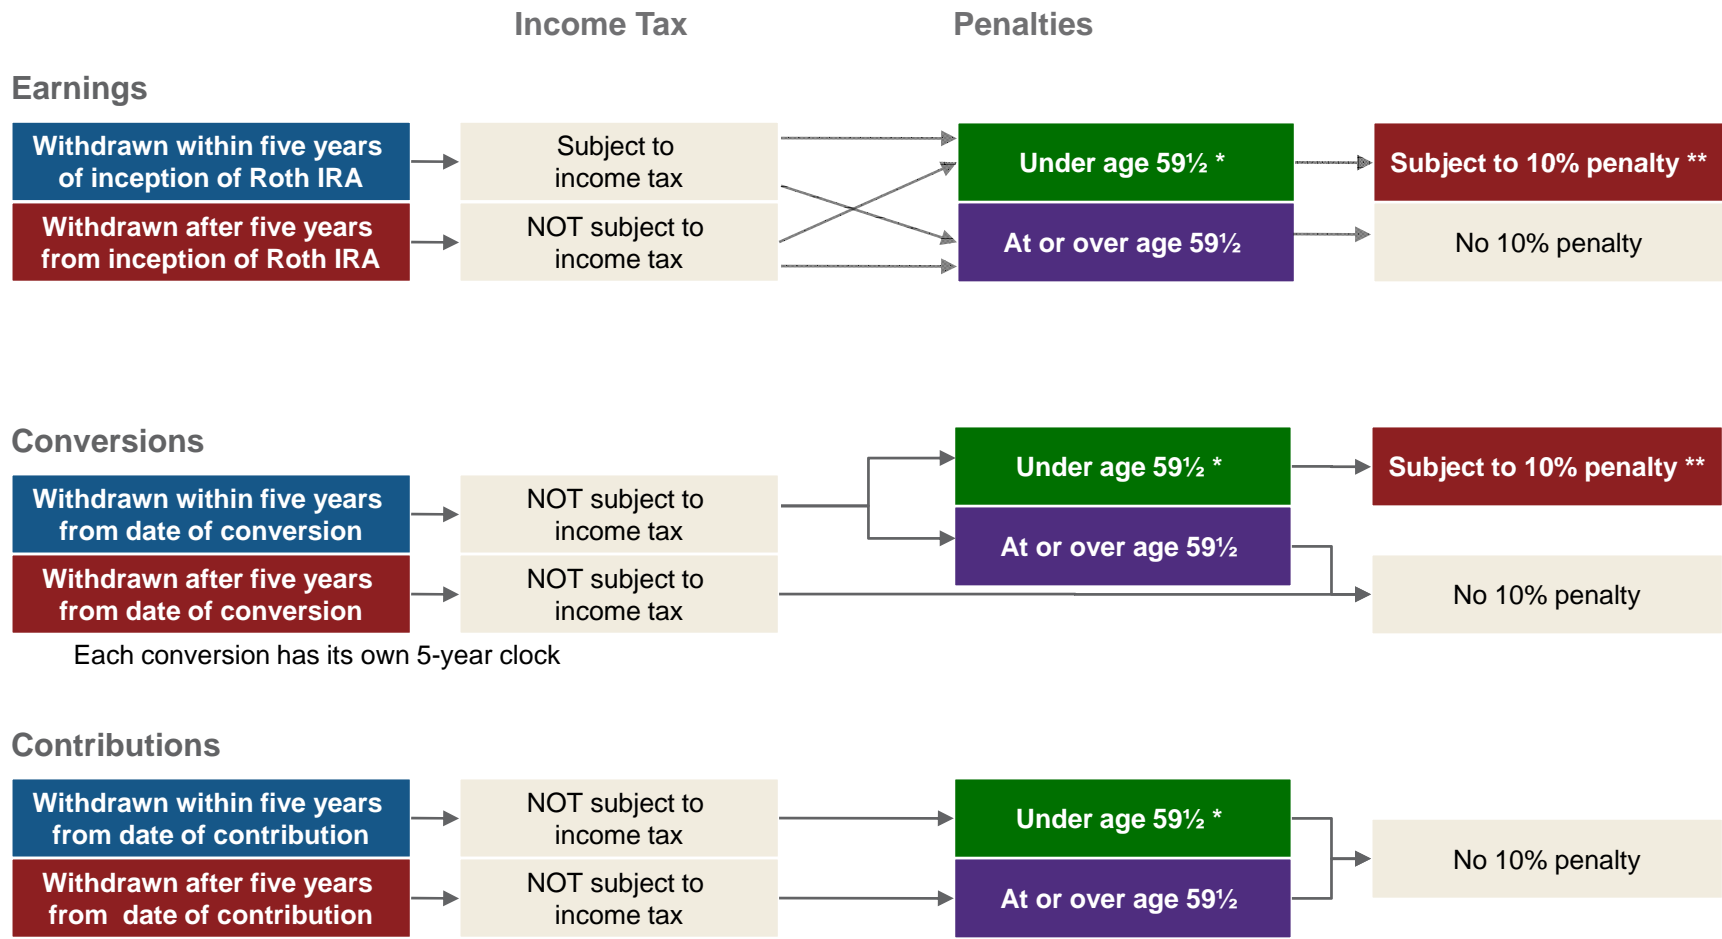 Income Tax
Penalties
Earnings
Withdrawn within five years
of inception of Roth IRA
Subject to
income tax
Under age 59½ *
Subject to 10% penalty **
Withdrawn after five years
from inception of Roth IRA
NOT subject to
income tax
At or over age 59½
No 10% penalty
Conversions
Withdrawn within five years
from date of conversion
NOT subject to
income tax
Under age 59½ *
Subject to 10% penalty **
At or over age 59½
Withdrawn after five years
from date of conversion
NOT subject to
income tax
No 10% penalty
Each conversion has its own 5-year clock
Contributions
Withdrawn within five years
from date of contribution
NOT subject to
income tax
Under age 59½ *
No 10% penalty
Withdrawn after five years
from date of contribution
NOT subject to
income tax
At or over age 59½